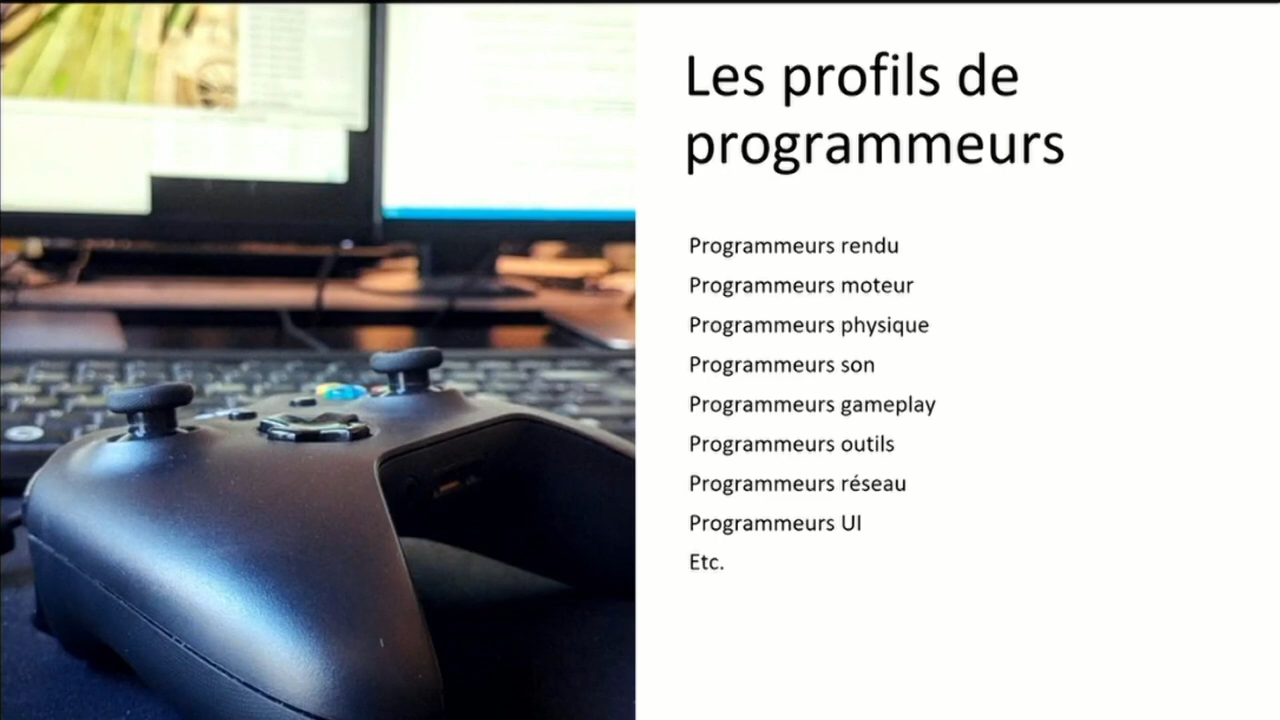 Les profils de
programmeurs
Programmeurs rendu
Programmeurs moteur
Programmeurs physique
Programmeurs son
Programmeurs gameplay
Programmeurs outils
Programmeurs réseau
Programmeurs UI
Etc.